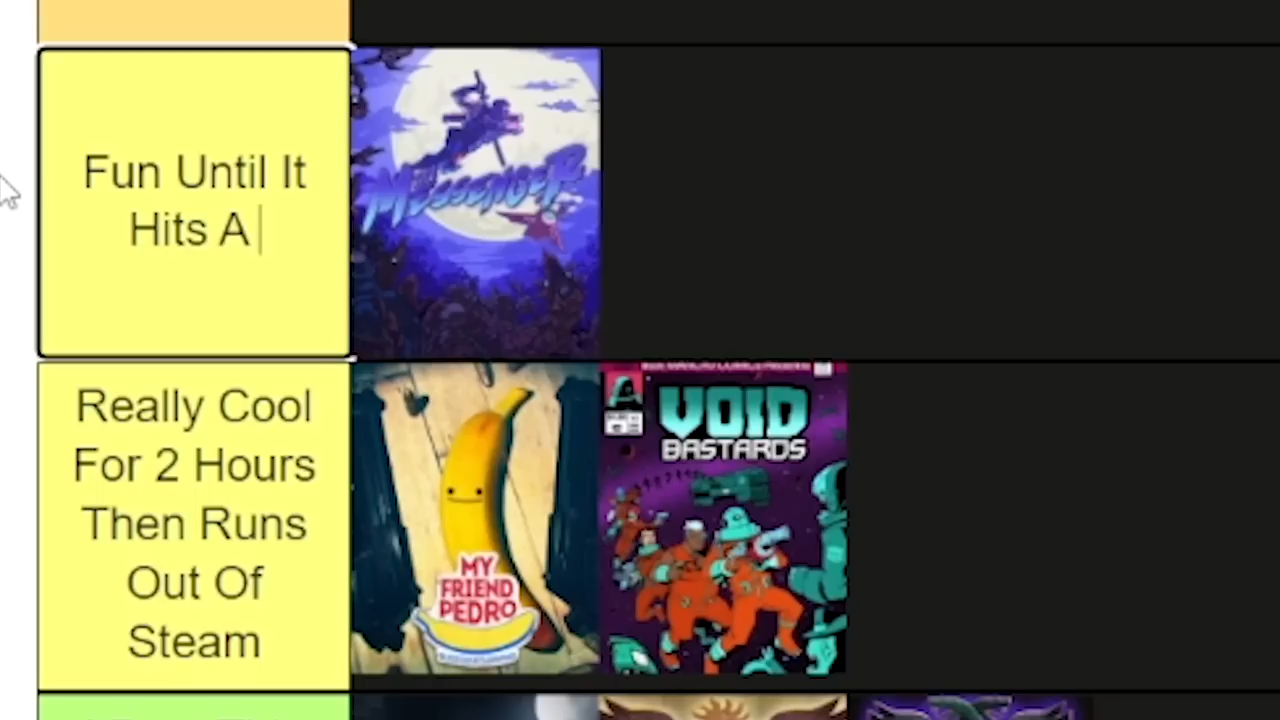 Fun Until It
Hits A
MESSENGER
Really Cool
For 2 Hours
Then Runs
Out Of
Steam
MY
FRIEND
PEDRO
VOID
BASTARDS